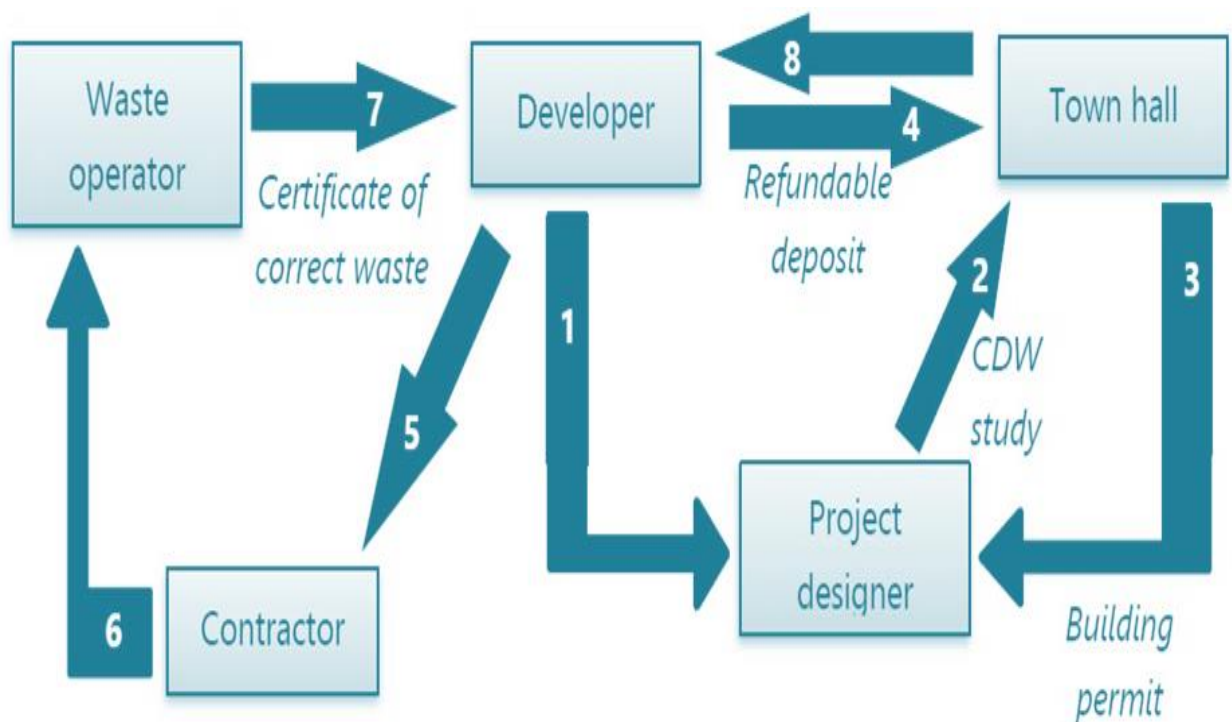 Waste
operator
7
Certificate of
correct waste
Developer
8
4
Refundable
deposit
Town hall
1
2
CDW
study
3
5
Project
designer
Building
permit
6
Contractor